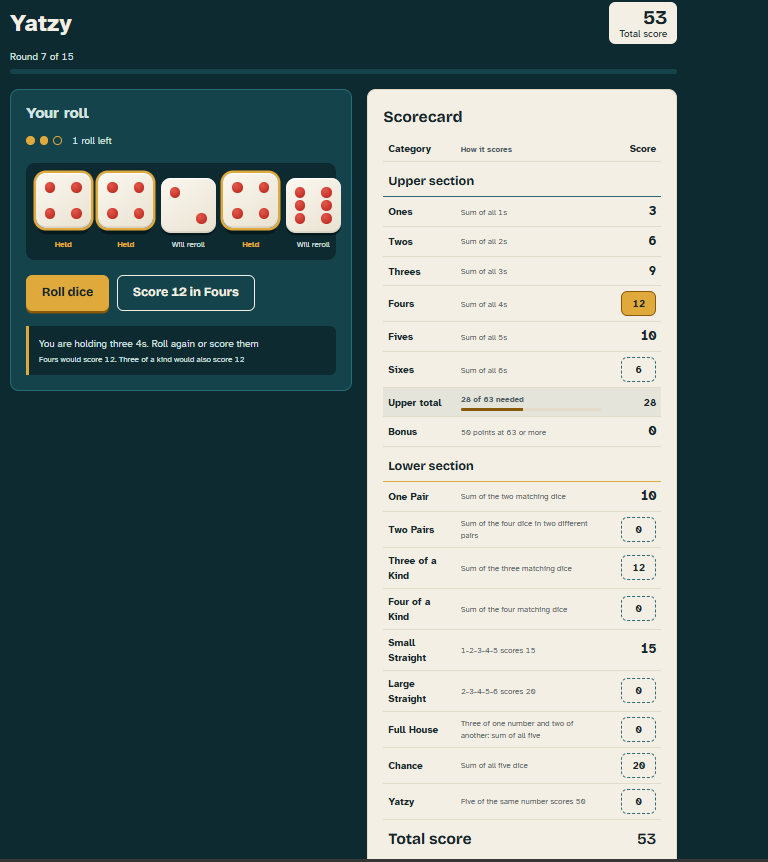 Yatzy
53
Total score
Round 7 of 15
Your roll
1 roll left
Held
Held
Will reroll
Held
Will reroll
Roll dice
Score 12 in Fours
You are holding three 4s. Roll again or score them
Fours would score 12. Three of a kind would also score 12
Scorecard
Category How it scores Score
Upper section
Ones Sum of all 1s 3
Twos Sum of all 2s 6
Threes Sum of all 3s 9
Fours Sum of all 4s 12
Fives Sum of all 5s 10
Sixes Sum of all 6s 6
Upper total 28 of 63 needed 28
Bonus 50 points at 63 or more 0
Lower section
One Pair Sum of the two matching dice 10
Two Pairs Sum of the four dice in two different
pairs 0
Three of a
Kind Sum of the three matching dice 12
Four of a
Kind Sum of the four matching dice 0
Small
Straight 1-2-3-4-5 scores 15 15
Large
Straight 2-3-4-5-6 scores 20 0
Full House Three of one number and two of
another: sum of all five 0
Chance Sum of all five dice 20
Yatzy Five of the same number scores 50 0
Total score 53